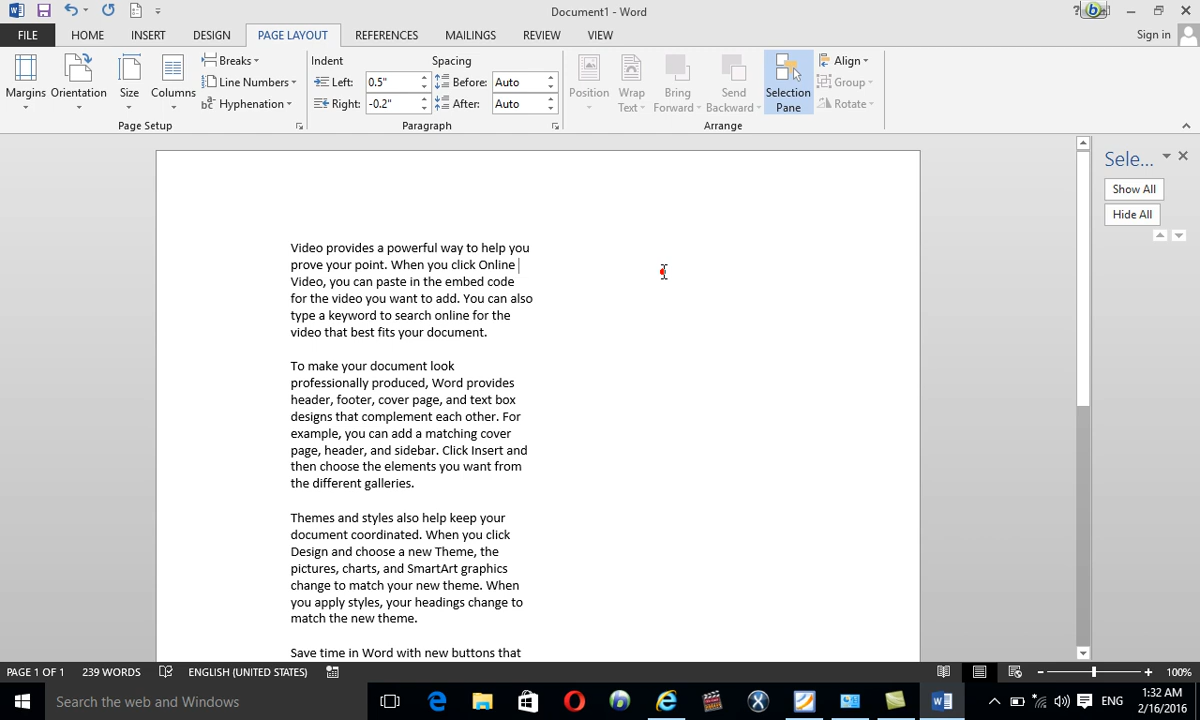 Document1 - Word
?
FILE
HOME
INSERT
DESIGN
PAGE LAYOUT
REFERENCES
MAILINGS
REVIEW
VIEW
Sign in
Margins
Orientation
Size
Columns
Breaks
Line Numbers
Hyphenation
Page Setup
Indent
Left: 0.5"
Right: -0.2"
Spacing
Before: Auto
After: Auto
Paragraph
Position
Wrap Text
Bring Forward
Send Backward
Selection Pane
Align
Group
Rotate
Arrange
Sele...
Show All
Hide All
Video provides a powerful way to help you
prove your point. When you click Online
Video, you can paste in the embed code
for the video you want to add. You can also
type a keyword to search online for the
video that best fits your document.
To make your document look
professionally produced, Word provides
header, footer, cover page, and text box
designs that complement each other. For
example, you can add a matching cover
page, header, and sidebar. Click Insert and
then choose the elements you want from
the different galleries.
Themes and styles also help keep your
document coordinated. When you click
Design and choose a new Theme, the
pictures, charts, and SmartArt graphics
change to match your new theme. When
you apply styles, your headings change to
match the new theme.
Save time in Word with new buttons that
PAGE 1 OF 1
239 WORDS
ENGLISH (UNITED STATES)
100%
Search the web and Windows
ENG
1:32 AM
2/16/2016